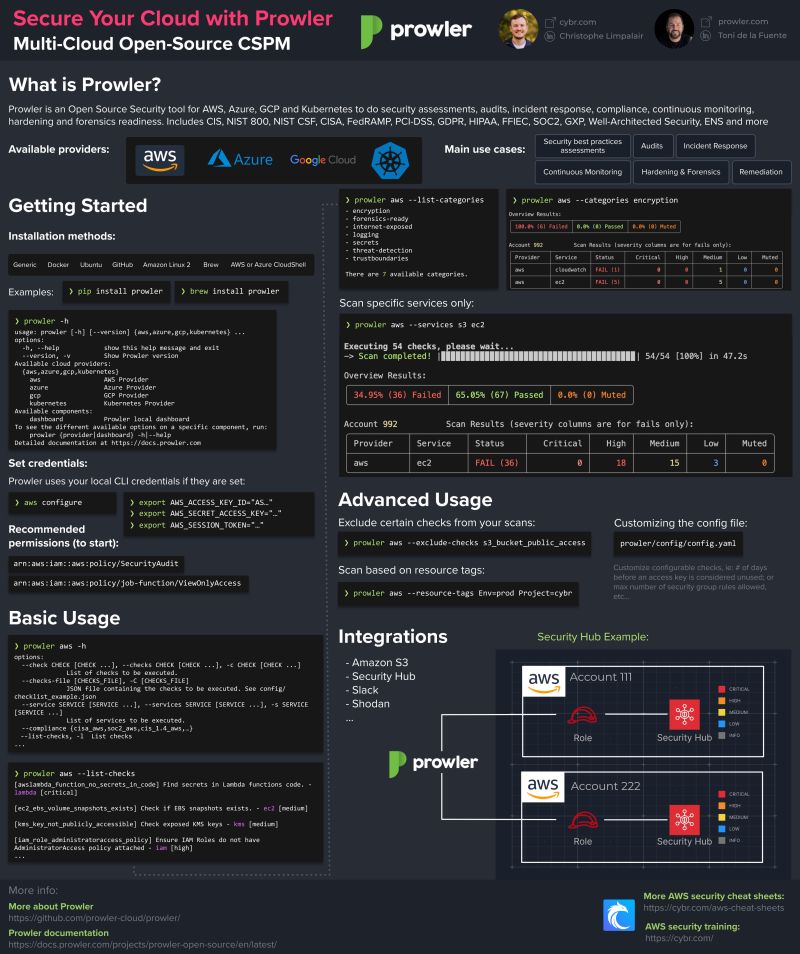 Secure Your Cloud with Prowler
Multi-Cloud Open-Source CSPM
prowler
cybr.com
Christophe Limpalair
prowler.com
Toni de la Fuente
What is Prowler?
Prowler is an Open Source Security tool for AWS, Azure, GCP and Kubernetes to do security assessments, audits, incident response, compliance, continuous monitoring,
hardening and forensics readiness. Includes CIS, NIST 800, NIST CSF, CISA, FedRAMP, PCI-DSS, GDPR, HIPAA, FFIEC, SOC2, GXP, Well-Architected Security, ENS and more
Available providers:
aws
Azure
Google Cloud
Main use cases:
Security best practices
assessments
Audits
Incident Response
Continuous Monitoring
Hardening & Forensics
Remediation
Getting Started
Installation methods:
Generic Docker Ubuntu GitHub Amazon Linux 2 Brew AWS or Azure CloudShell
Examples:
❯ pip install prowler
❯ brew install prowler
❯ prowler -h
usage: prowler [-h] [--version] {aws,azure,gcp,kubernetes} ...
options:
-h, --help show this help message and exit
--version, -v Show Prowler version
Available cloud providers:
{aws,azure,gcp,kubernetes}
aws AWS Provider
azure Azure Provider
gcp GCP Provider
kubernetes Kubernetes Provider
Available components:
dashboard Prowler local dashboard
To see the different available options on a specific component, run:
prowler {provider|dashboard} -h|--help
Detailed documentation at https://docs.prowler.com
Set credentials:
Prowler uses your local CLI credentials if they are set:
❯ aws configure
❯ export AWS_ACCESS_KEY_ID="AS…"
❯ export AWS_SECRET_ACCESS_KEY="…"
❯ export AWS_SESSION_TOKEN="…"
Recommended
permissions (to start):
arn:aws:iam::aws:policy/SecurityAudit
arn:aws:iam::aws:policy/job-function/ViewOnlyAccess
Basic Usage
❯ prowler aws -h
options:
--check CHECK [CHECK ...], --checks CHECK [CHECK ...], -c CHECK [CHECK ...]
List of checks to be executed.
--checks-file [CHECKS_FILE], -C [CHECKS_FILE]
JSON file containing the checks to be executed. See config/
checklist_example.json
--service SERVICE [SERVICE ...], --services SERVICE [SERVICE ...], -s SERVICE
[SERVICE ...]
List of services to be executed.
--compliance {cisa_aws,soc2_aws,cis_1.4_aws,…}
--list-checks, -l List checks
...
❯ prowler aws --list-checks
[awslambda_function_no_secrets_in_code] Find secrets in Lambda functions code. -
lambda [critical]
[ec2_ebs_volume_snapshots_exists] Check if EBS snapshots exists. - ec2 [medium]
[kms_key_not_publicly_accessible] Check exposed KMS keys - kms [medium]
[iam_role_administratoraccess_policy] Ensure IAM Roles do not have
AdministratorAccess policy attached - iam [high]
...
❯ prowler aws --list-categories
- encryption
- forensics-ready
- internet-exposed
- logging
- secrets
- threat-detection
- trustboundaries
There are 7 available categories.
❯ prowler aws --categories encryption
Overview Results:
100.0% (6) Failed 0.0% (0) Passed 0.0% (0) Muted
Account 992 Scan Results (severity columns are for fails only):
Provider Service Status Critical High Medium Low Muted
aws cloudwatch FAIL (1) 0 0 1 0 0
aws ec2 FAIL (5) 0 0 5 0 0
Scan specific services only:
❯ prowler aws --services s3 ec2
Executing 54 checks, please wait...
-> Scan completed! 54/54 [100%] in 47.2s
Overview Results:
34.95% (36) Failed 65.05% (67) Passed 0.0% (0) Muted
Account 992 Scan Results (severity columns are for fails only):
Provider Service Status Critical High Medium Low Muted
aws ec2 FAIL (36) 0 18 15 3 0
Advanced Usage
Exclude certain checks from your scans:
❯ prowler aws --exclude-checks s3_bucket_public_access
Scan based on resource tags:
❯ prowler aws --resource-tags Env=prod Project=cybr
Customizing the config file:
prowler/config/config.yaml
Customize configurable checks, ie: # of days
before an access key is considered unused; or
max number of security group rules allowed,
etc...
Integrations
- Amazon S3
- Security Hub
- Slack
- Shodan
...
Security Hub Example:
prowler
aws
Account 111
Role
Security Hub
CRITICAL
HIGH
MEDIUM
LOW
INFO
aws
Account 222
Role
Security Hub
CRITICAL
HIGH
MEDIUM
LOW
INFO
More info:
More about Prowler
https://github.com/prowler-cloud/prowler/
Prowler documentation
https://docs.prowler.com/projects/prowler-open-source/en/latest/
More AWS security cheat sheets:
https://cybr.com/aws-cheat-sheets
AWS security training:
https://cybr.com/